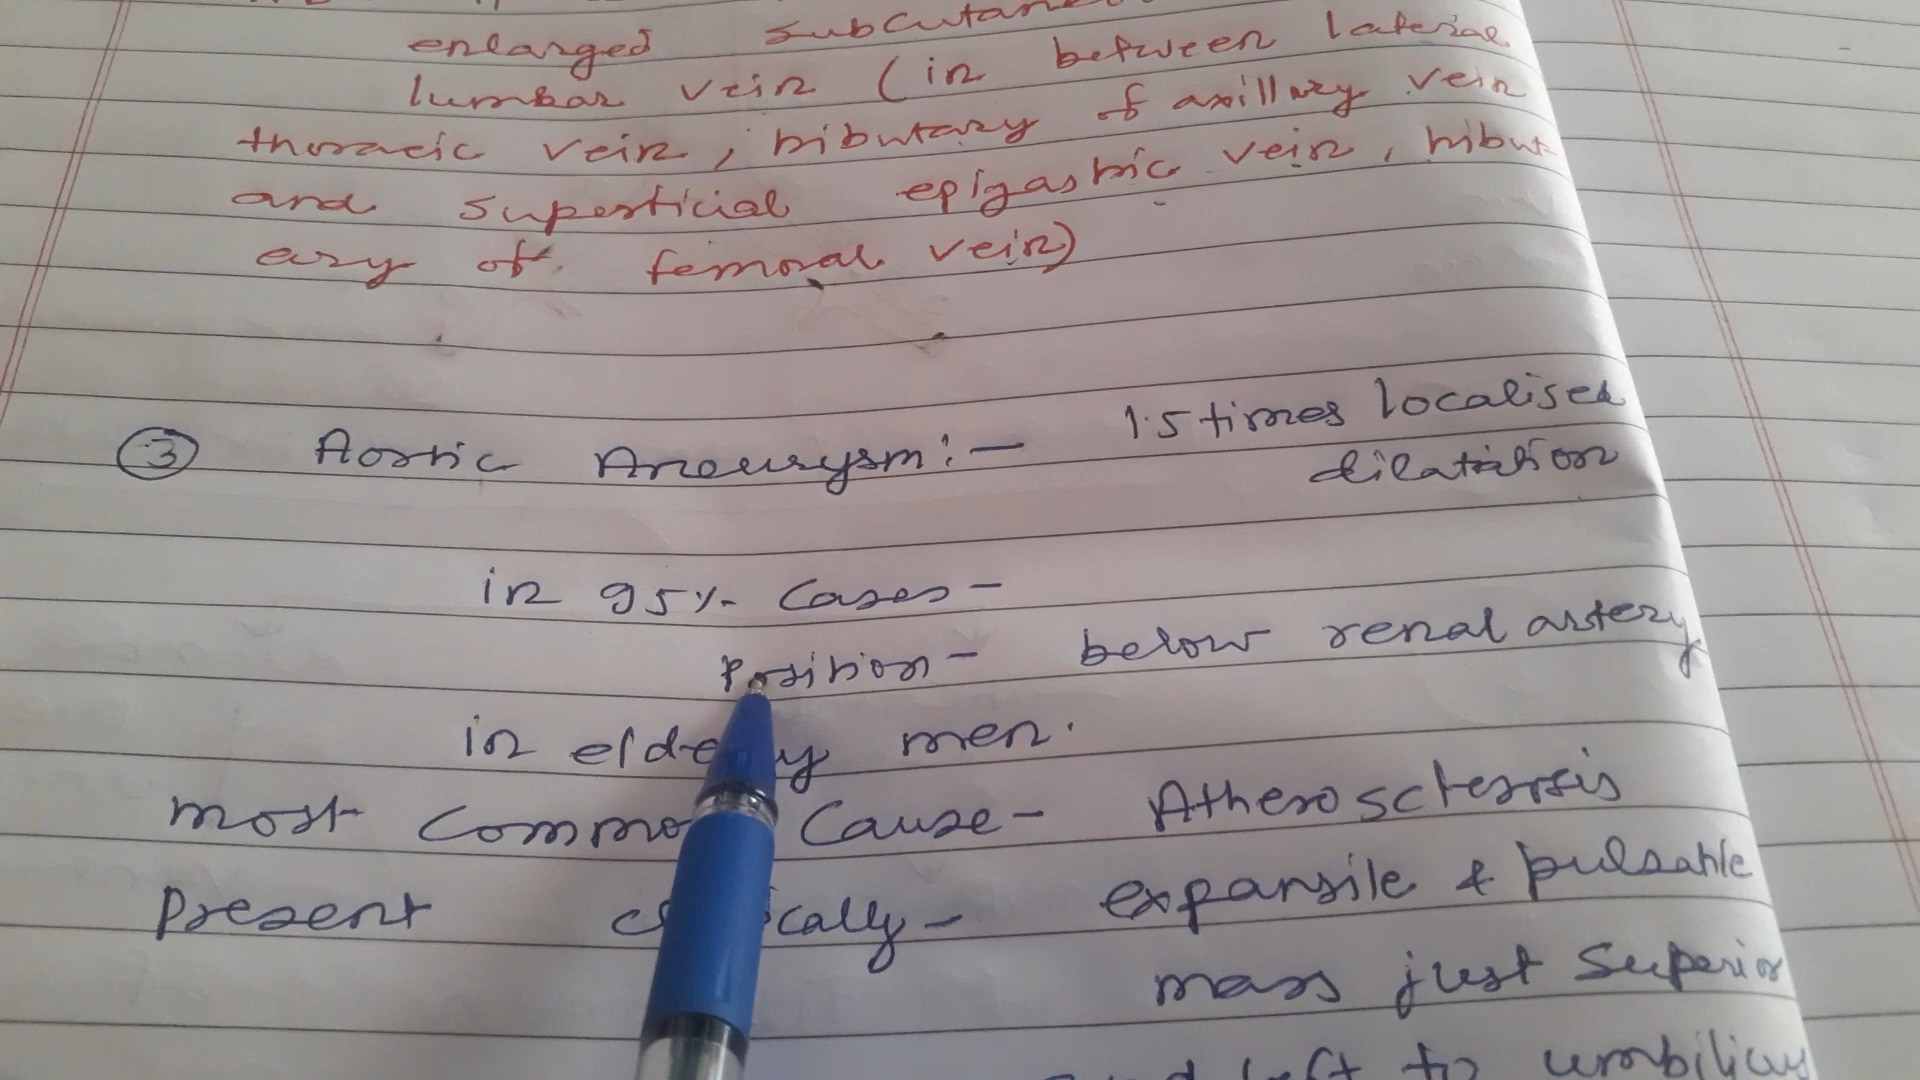 enlarged subcutan
lumbar vein (in between lateral
thoracic vein, tributary of axillary vein
and superficial epigastric vein, tribut-
ary of femoral vein)
③ Aortic Aneurysm:- 1.5 times localised
dilatation
in 95% cases-
Position- below renal artery
in elderly men.
most common cause- Atherosclerosis
Present clinically- expansile & pulsatile
mass just superior
left to umbilicus